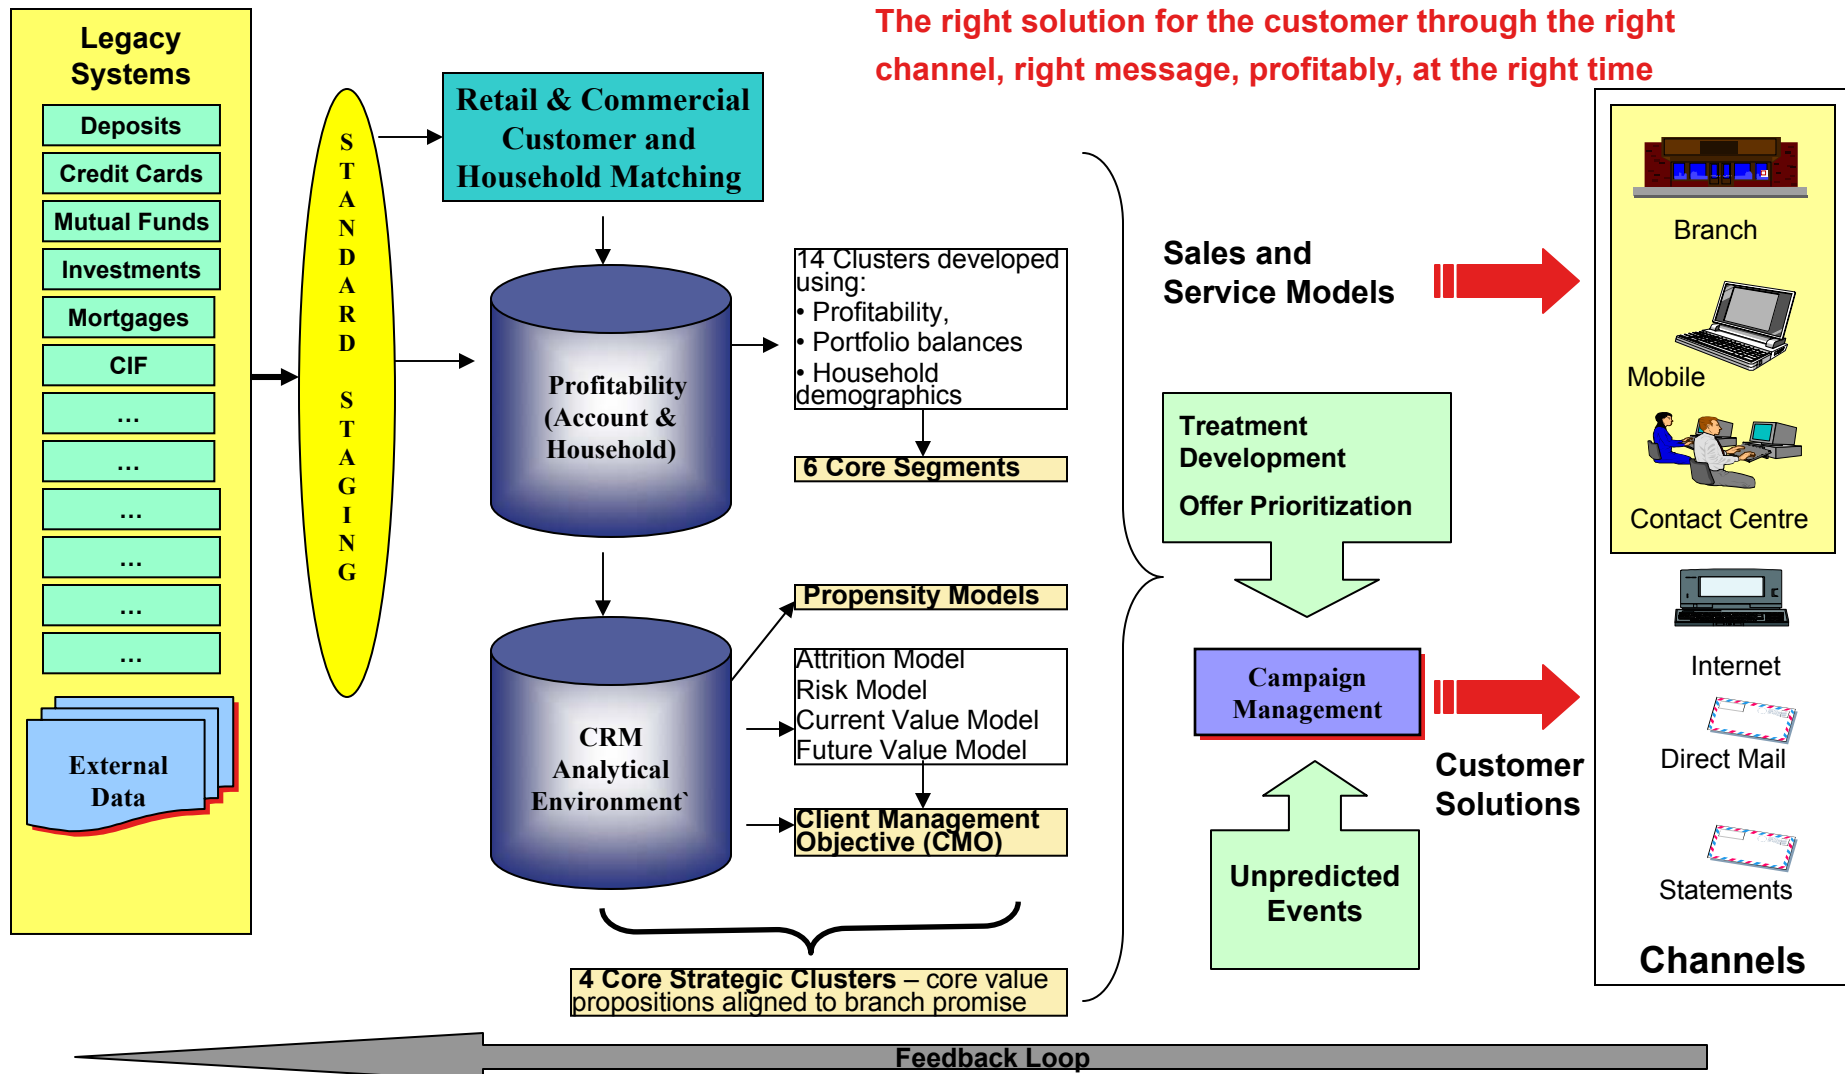 The right solution for the customer through the right
channel, right message, profitably, at the right time
Legacy
Systems
Deposits
Credit Cards
Mutual Funds
Investments
Mortgages
CIF
…
…
…
…
…
…
External
Data
STANDARD STAGING
Retail & Commercial
Customer and
Household Matching
Profitability
(Account &
Household)
14 Clusters developed
using:
• Profitability,
• Portfolio balances
• Household
demographics
6 Core Segments
CRM
Analytical
Environment`
Propensity Models
Attrition Model
Risk Model
Current Value Model
Future Value Model
Client Management
Objective (CMO)
4 Core Strategic Clusters – core value
propositions aligned to branch promise
Sales and
Service Models
Treatment
Development
Offer Prioritization
Campaign
Management
Customer
Solutions
Unpredicted
Events
Branch
Mobile
Contact Centre
Internet
Direct Mail
Statements
Channels
Feedback Loop